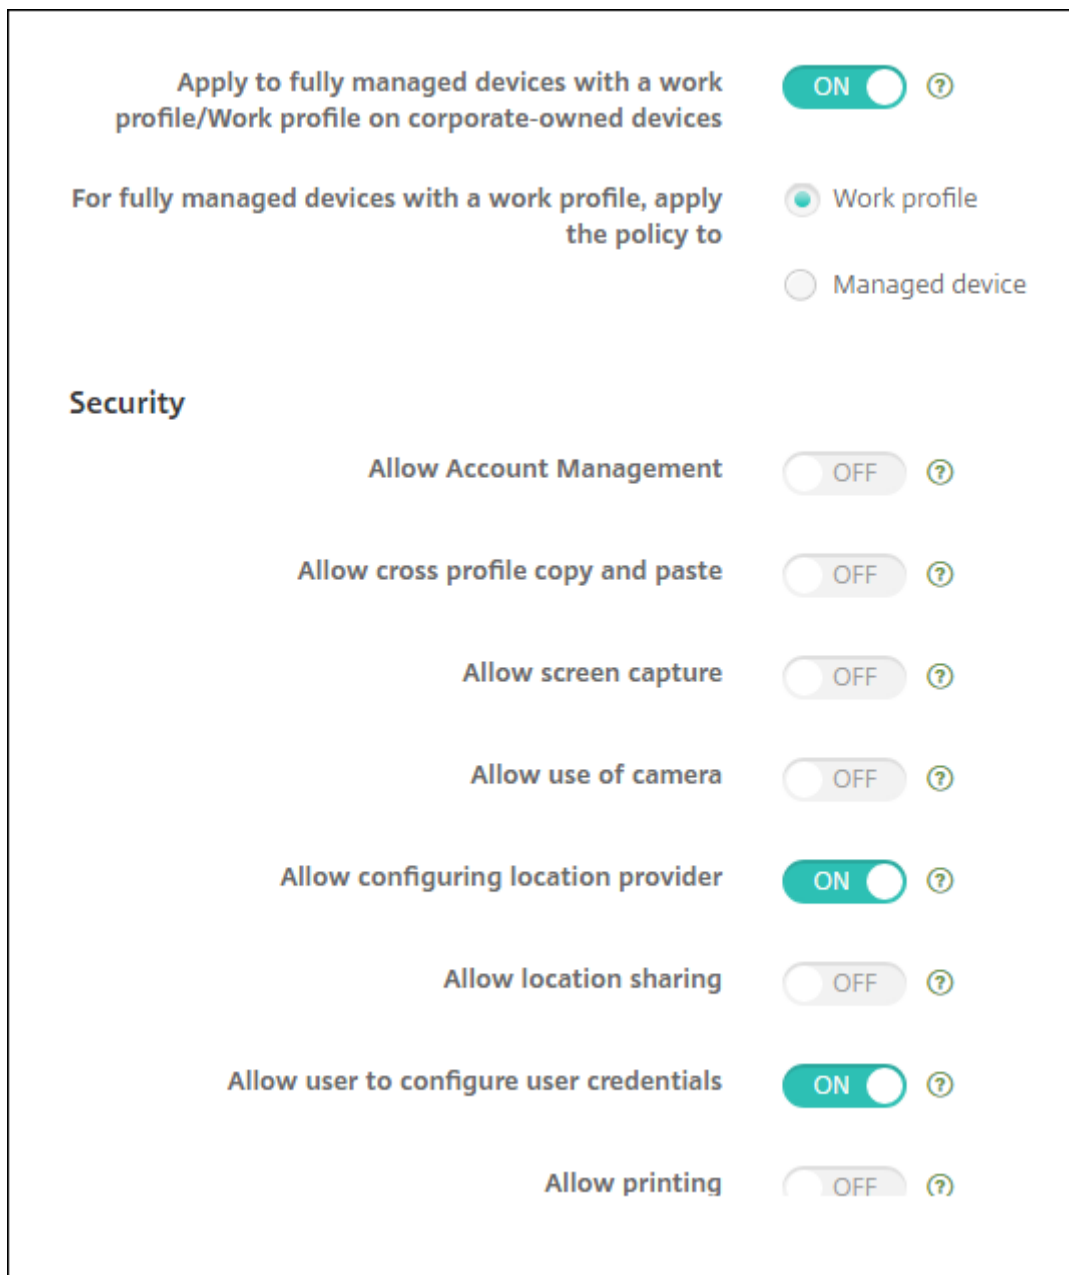 Apply to fully managed devices with a work
profile/Work profile on corporate-owned devices
ON
?
For fully managed devices with a work profile, apply
the policy to
Work profile
Managed device
Security
Allow Account Management
OFF
?
Allow cross profile copy and paste
OFF
?
Allow screen capture
OFF
?
Allow use of camera
OFF
?
Allow configuring location provider
ON
?
Allow location sharing
OFF
?
Allow user to configure user credentials
ON
?
Allow printing
OFF
?